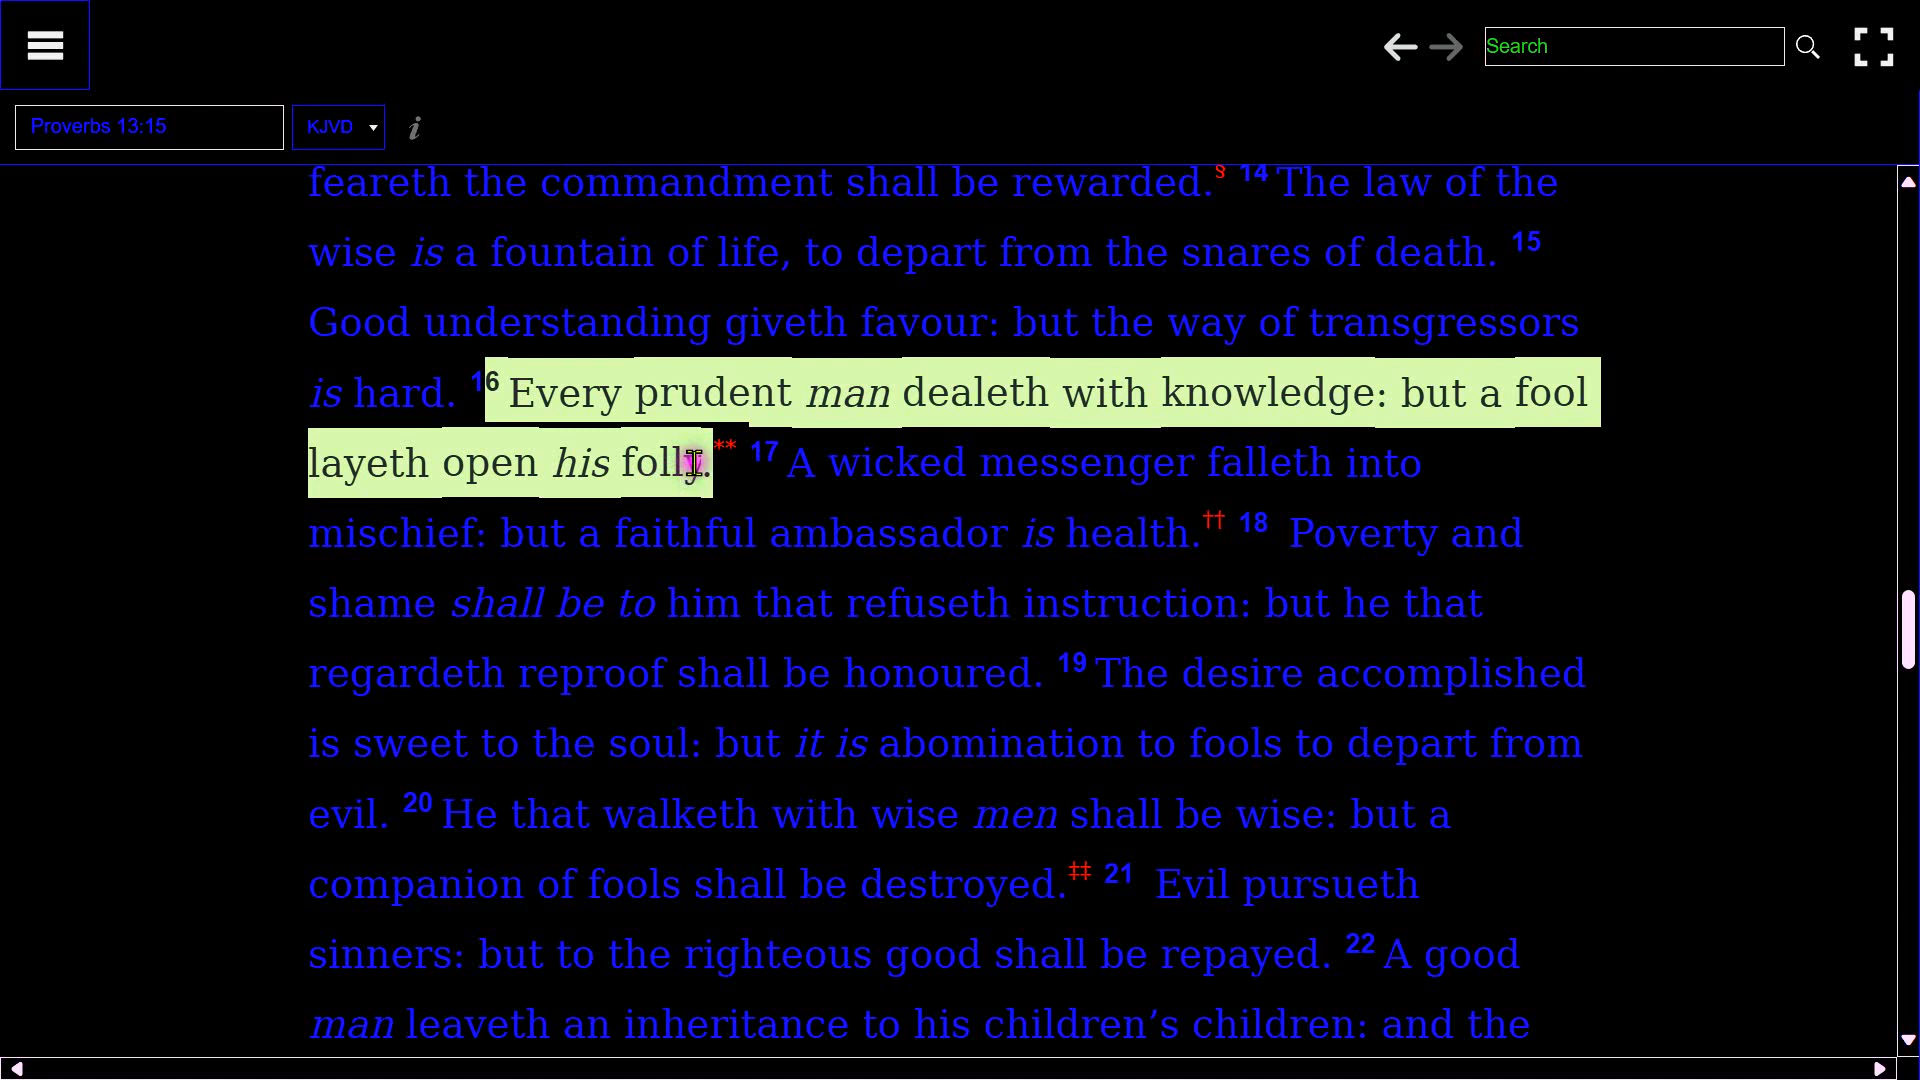 Search
Proverbs 13:15 KJVD i
feareth the commandment shall be rewarded.§ 14 The law of the
wise is a fountain of life, to depart from the snares of death. 15
Good understanding giveth favour: but the way of transgressors
is hard. 16 Every prudent man dealeth with knowledge: but a fool
layeth open his folly.** 17 A wicked messenger falleth into
mischief: but a faithful ambassador is health.†† 18 Poverty and
shame shall be to him that refuseth instruction: but he that
regardeth reproof shall be honoured. 19 The desire accomplished
is sweet to the soul: but it is abomination to fools to depart from
evil. 20 He that walketh with wise men shall be wise: but a
companion of fools shall be destroyed.‡‡ 21 Evil pursueth
sinners: but to the righteous good shall be repayed. 22 A good
man leaveth an inheritance to his children’s children: and the